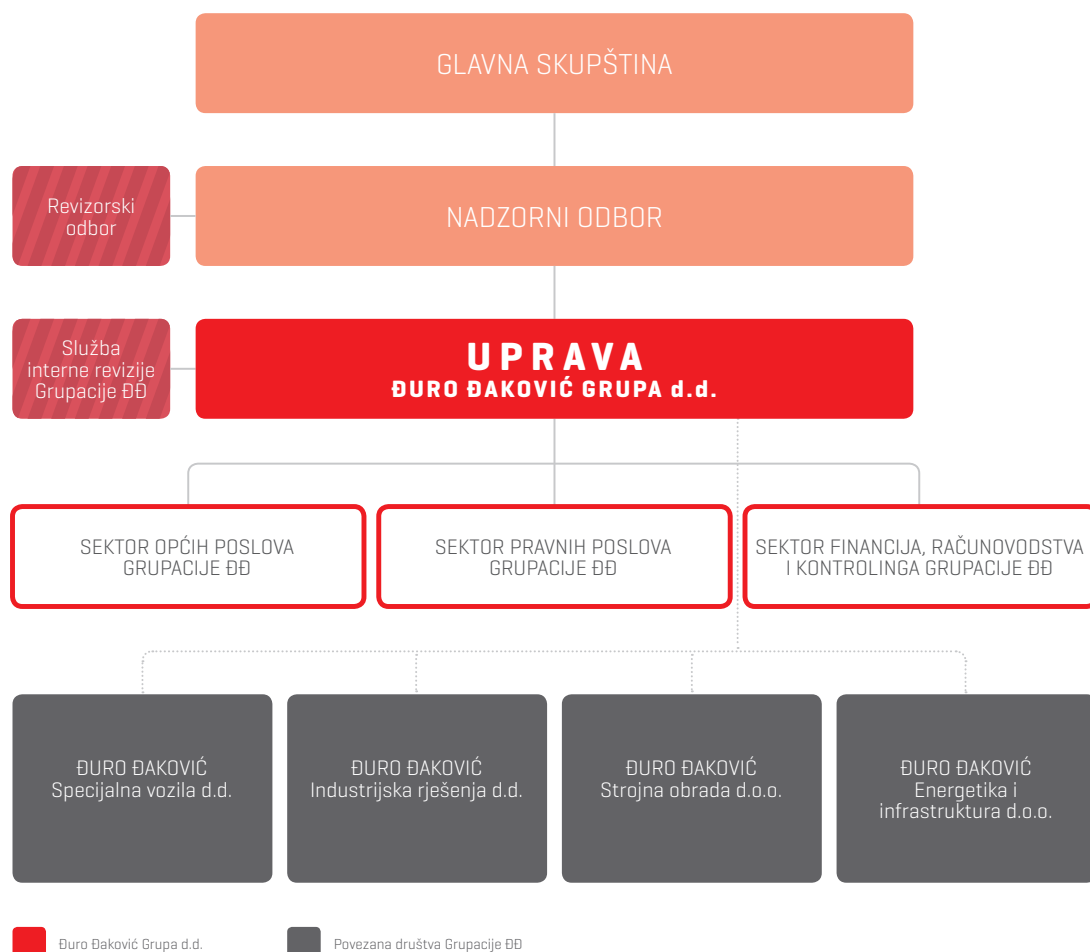 GLAVNA SKUPŠTINA
Revizorski
odbor
NADZORNI ODBOR
Služba
interne revizije
Grupacije ĐĐ
UPRAVA
ĐURO ĐAKOVIĆ GRUPA d.d.
SEKTOR OPĆIH POSLOVA
GRUPACIJE ĐĐ
SEKTOR PRAVNIH POSLOVA
GRUPACIJE ĐĐ
SEKTOR FINANCIJA, RAČUNOVODSTVA
I KONTROLINGA GRUPACIJE ĐĐ
ĐURO ĐAKOVIĆ
Specijalna vozila d.d.
ĐURO ĐAKOVIĆ
Industrijska rješenja d.d.
ĐURO ĐAKOVIĆ
Strojna obrada d.o.o.
ĐURO ĐAKOVIĆ
Energetika i
infrastruktura d.o.o.
Đuro Đaković Grupa d.d.
Povezana društva Grupacije ĐĐ